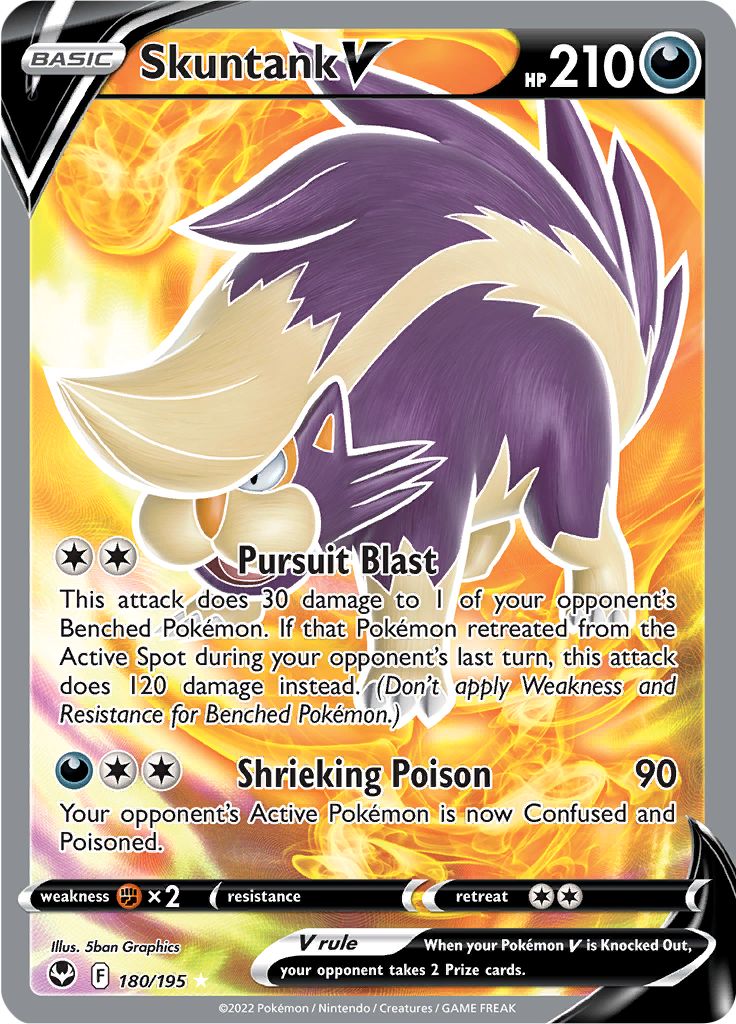 BASIC Skuntank V HP 210
Pursuit Blast
This attack does 30 damage to 1 of your opponent's
Benched Pokémon. If that Pokémon retreated from the
Active Spot during your opponent's last turn, this attack
does 120 damage instead. (Don't apply Weakness and
Resistance for Benched Pokémon.)
Shrieking Poison 90
Your opponent's Active Pokémon is now Confused and
Poisoned.
weakness ×2 resistance retreat
Illus. 5ban Graphics
F 180/195
V rule When your Pokémon V is Knocked Out,
your opponent takes 2 Prize cards.
©2022 Pokémon / Nintendo / Creatures / GAME FREAK